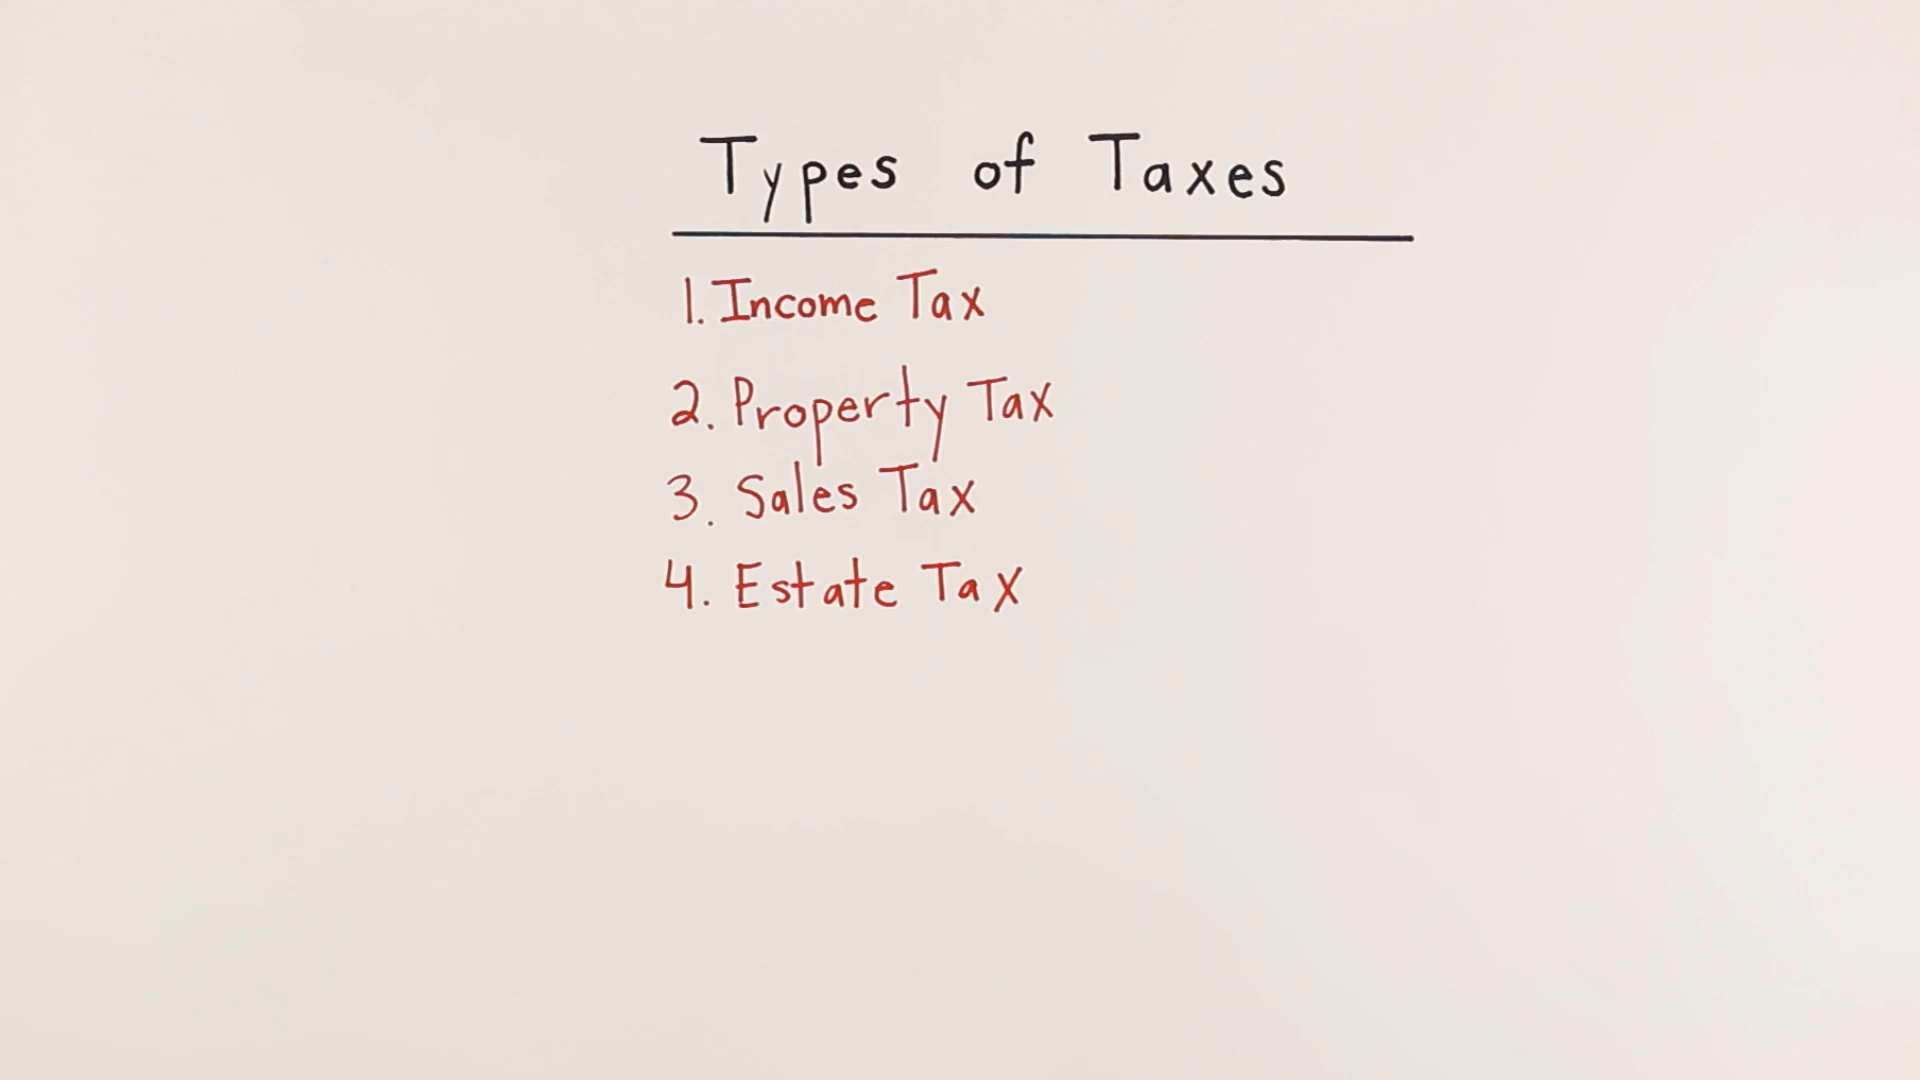 Types of Taxes
1. Income Tax
2. Property Tax
3. Sales Tax
4. Estate Tax